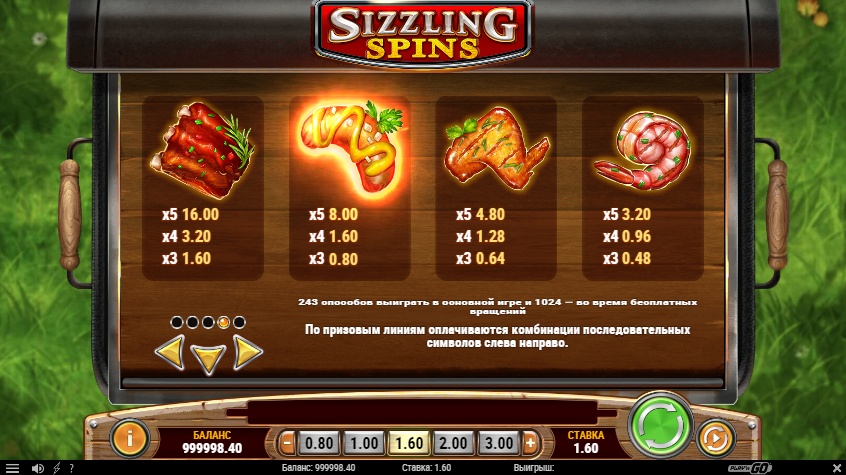 SIZZLING
SPINS
x5 16.00
x4 3.20
x3 1.60
x5 8.00
x4 1.60
x3 0.80
x5 4.80
x4 1.28
x3 0.64
x5 3.20
x4 0.96
x3 0.48
243 способов выиграть в основной игре и 1024 – во время бесплатных
вращений
По призовым линиям оплачиваются комбинации последовательных
символов слева направо.
БАЛАНС
999998.40
- 0.80 1.00 1.60 2.00 3.00 +
СТАВКА
1.60
Баланс: 999998.40 Ставка: 1.60 Выигрыш:
PLAY'n GO